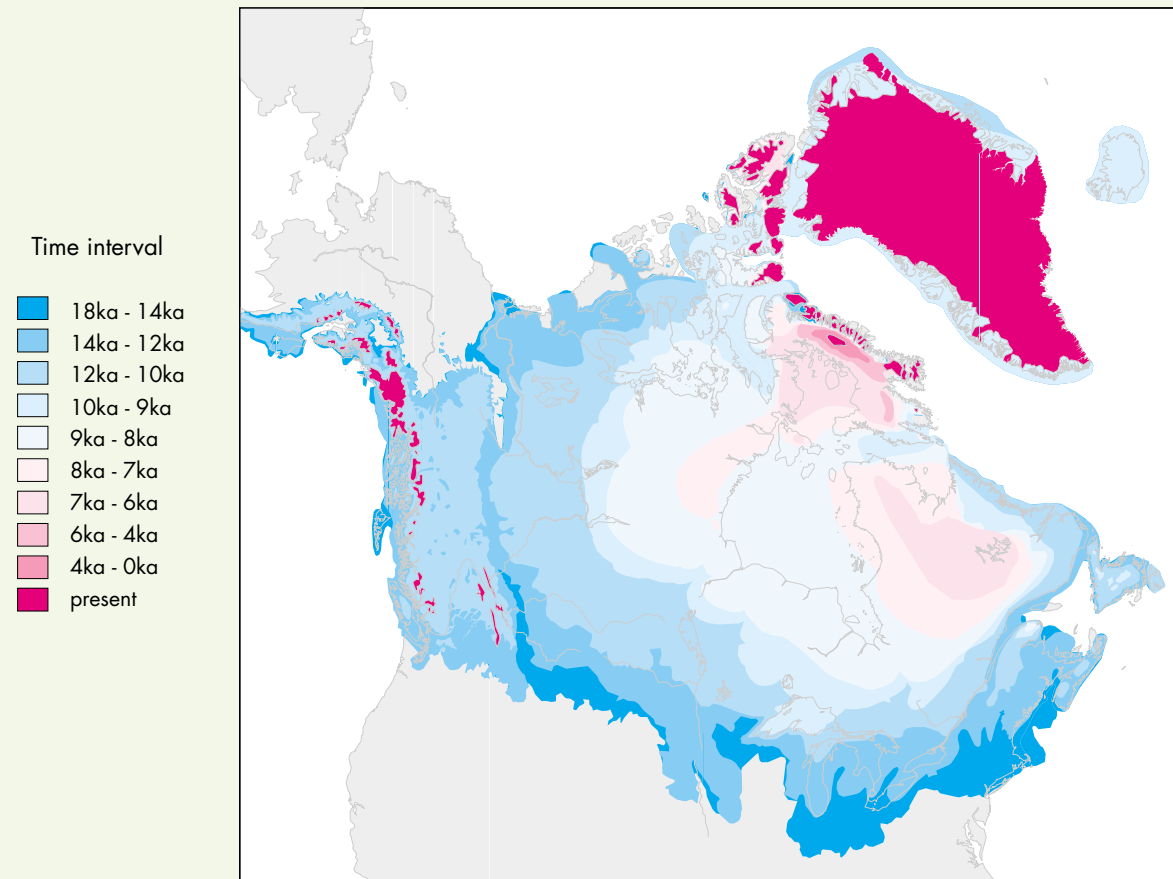 Time interval
18ka - 14ka
14ka - 12ka
12ka - 10ka
10ka - 9ka
9ka - 8ka
8ka - 7ka
7ka - 6ka
6ka - 4ka
4ka - 0ka
present